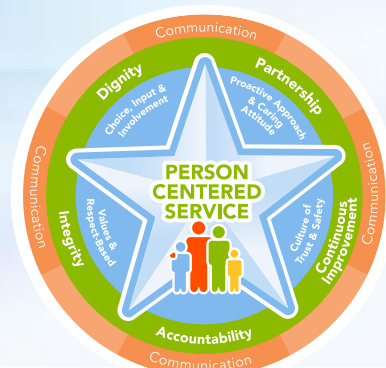 Communication
Dignity
Partnership
Choice, Input &
Involvement
Proactive Approach
& Caring
Attitude
PERSON
CENTERED
SERVICE
Communication
Communication
Integrity
Values &
Respect-Based
Culture of
Trust & Safety
Continuous
Improvement
Accountability
Communication